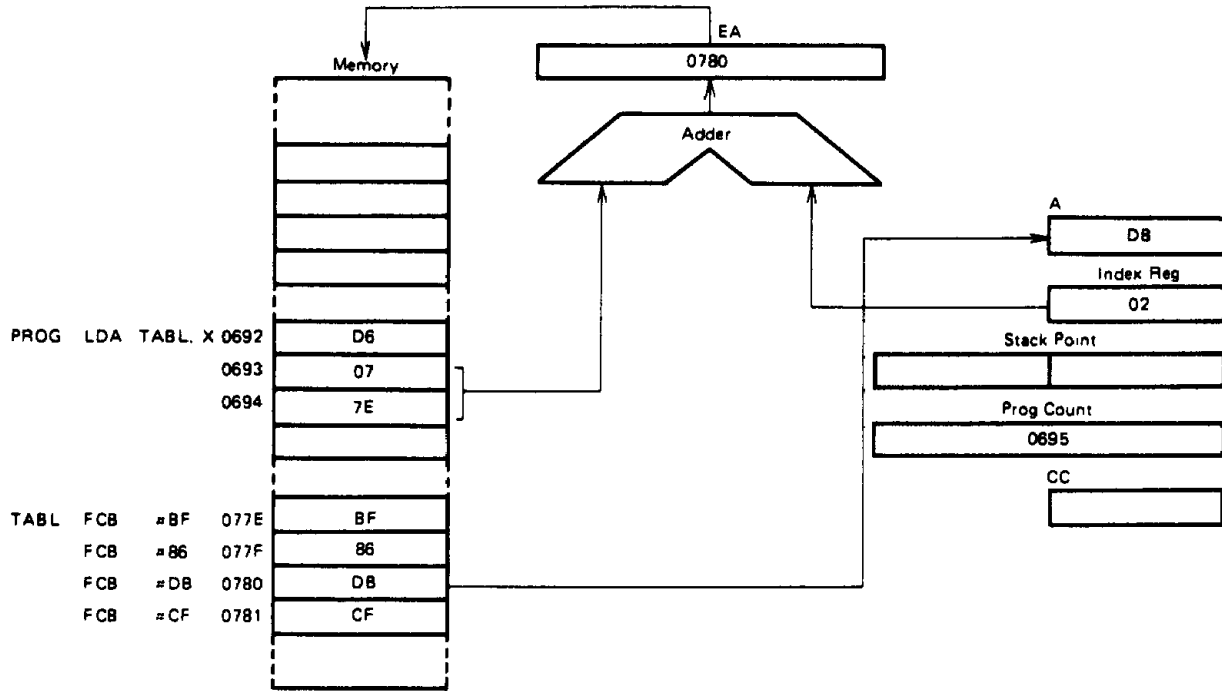 EA
0780
Memory
Adder
A
DB
Index Reg
02
PROG LDA TABL. X 0692 D6
Stack Point
0693 07
0694 7E
Prog Count
0695
CC
TABL FCB #BF 077E BF
FCB #86 077F 86
FCB #DB 0780 DB
FCB #CF 0781 CF